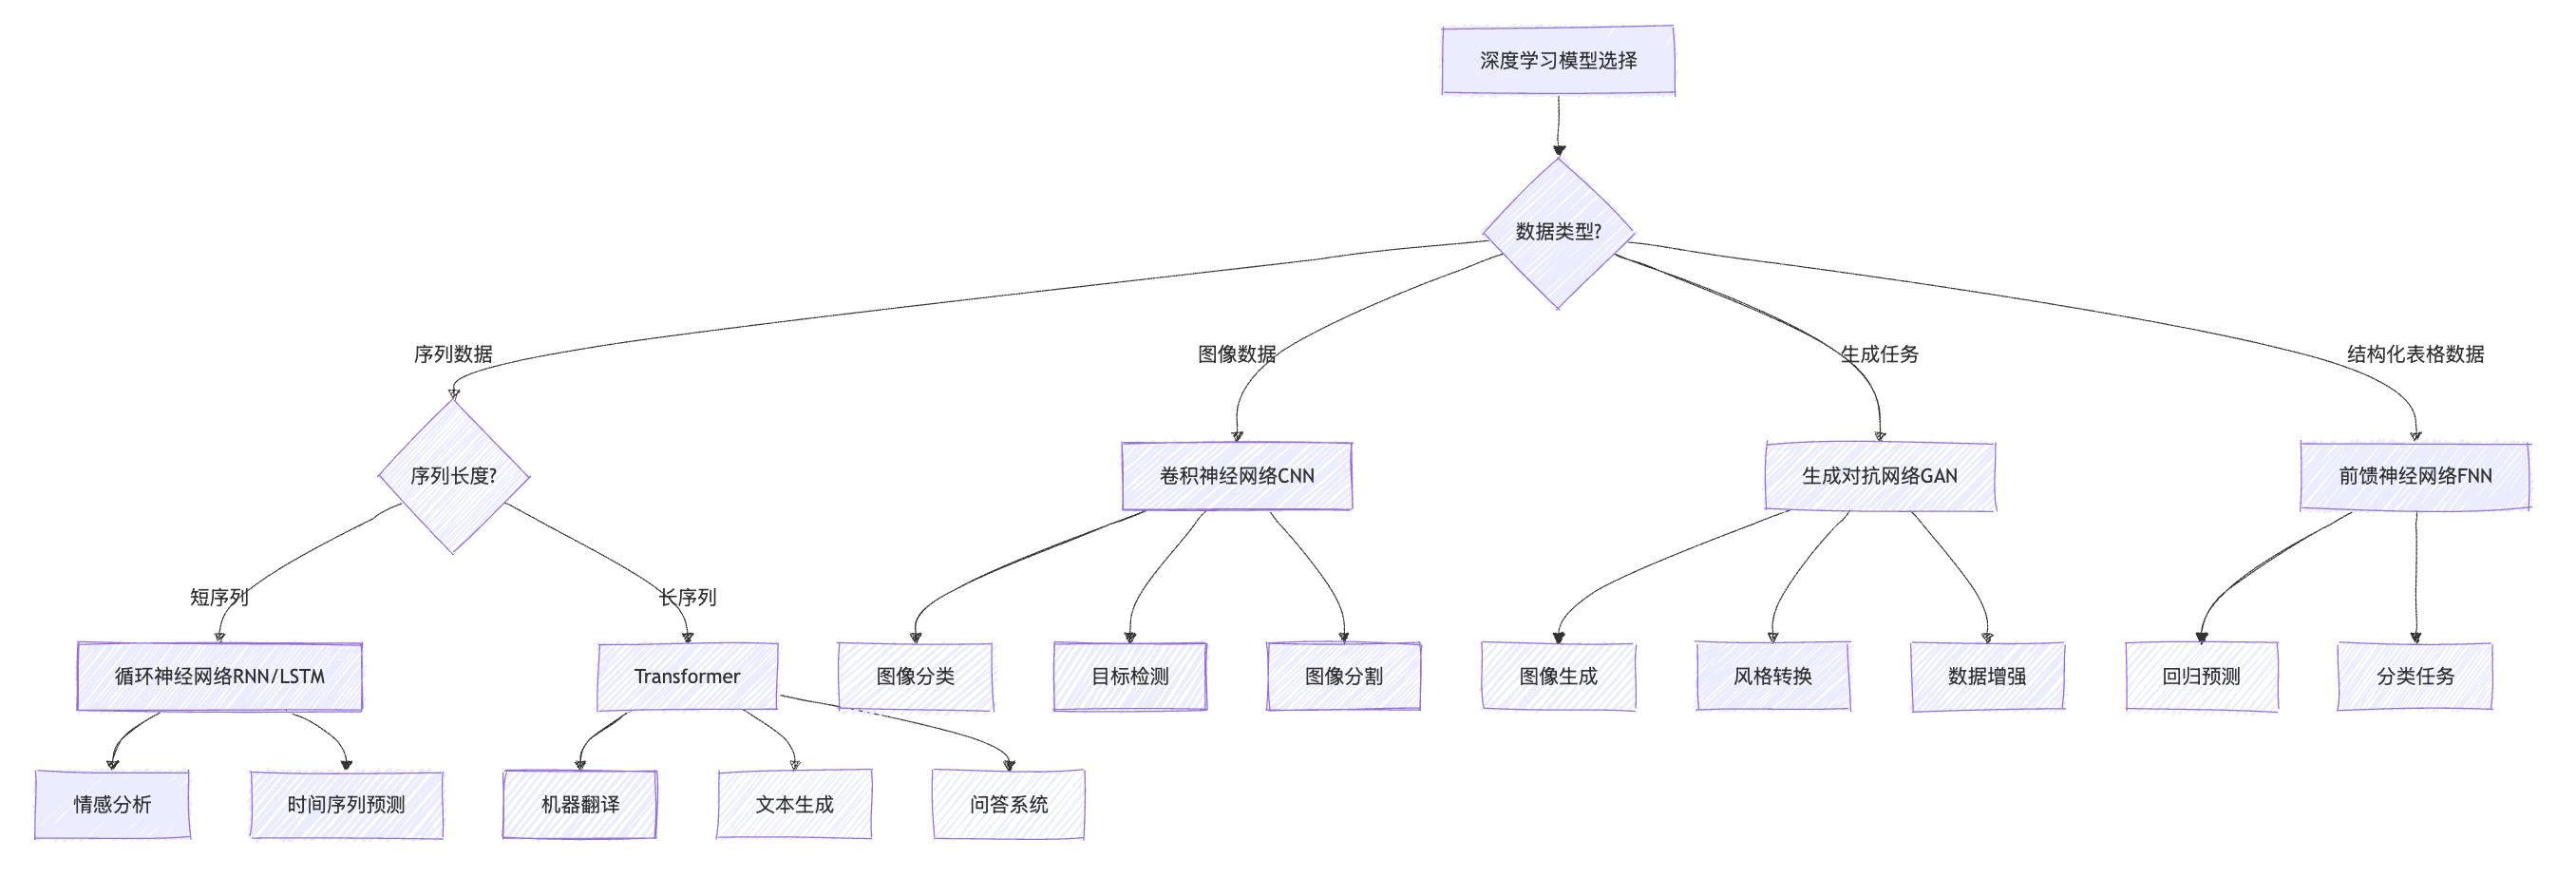 深度学习模型选择
数据类型?
序列数据
图像数据
生成任务
结构化表格数据
序列长度?
卷积神经网络CNN
生成对抗网络GAN
前馈神经网络FNN
短序列
长序列
循环神经网络RNN/LSTM
Transformer
图像分类
目标检测
图像分割
图像生成
风格转换
数据增强
回归预测
分类任务
情感分析
时间序列预测
机器翻译
文本生成
问答系统